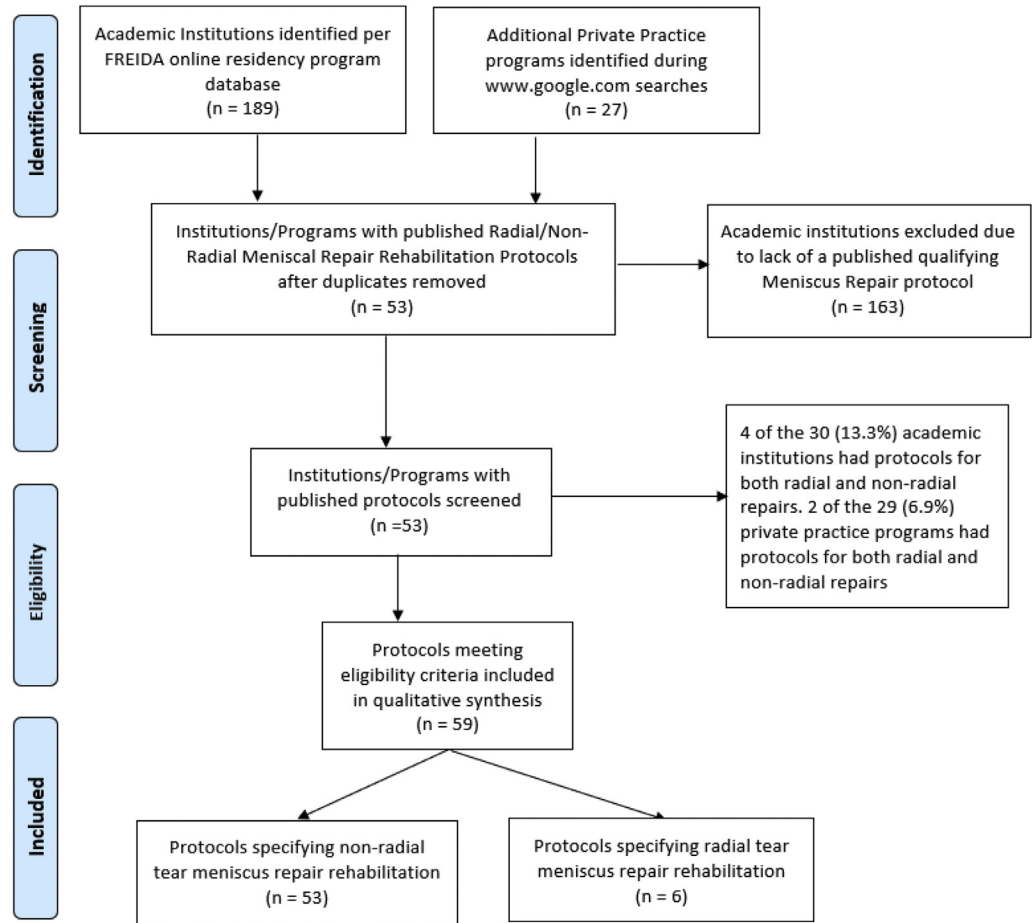 Identification
Academic Institutions identified per
FREIDA online residency program
database
(n = 189)
Additional Private Practice
programs identified during
www.google.com searches
(n = 27)
Screening
Institutions/Programs with published Radial/Non-
Radial Meniscal Repair Rehabilitation Protocols
after duplicates removed
(n = 53)
Academic institutions excluded due
to lack of a published qualifying
Meniscus Repair protocol
(n = 163)
Eligibility
Institutions/Programs with
published protocols screened
(n =53)
4 of the 30 (13.3%) academic
institutions had protocols for
both radial and non-radial
repairs. 2 of the 29 (6.9%)
private practice programs had
protocols for both radial and
non-radial repairs
Protocols meeting
eligibility criteria included
in qualitative synthesis
(n = 59)
Included
Protocols specifying non-radial
tear meniscus repair rehabilitation
(n = 53)
Protocols specifying radial tear
meniscus repair rehabilitation
(n = 6)